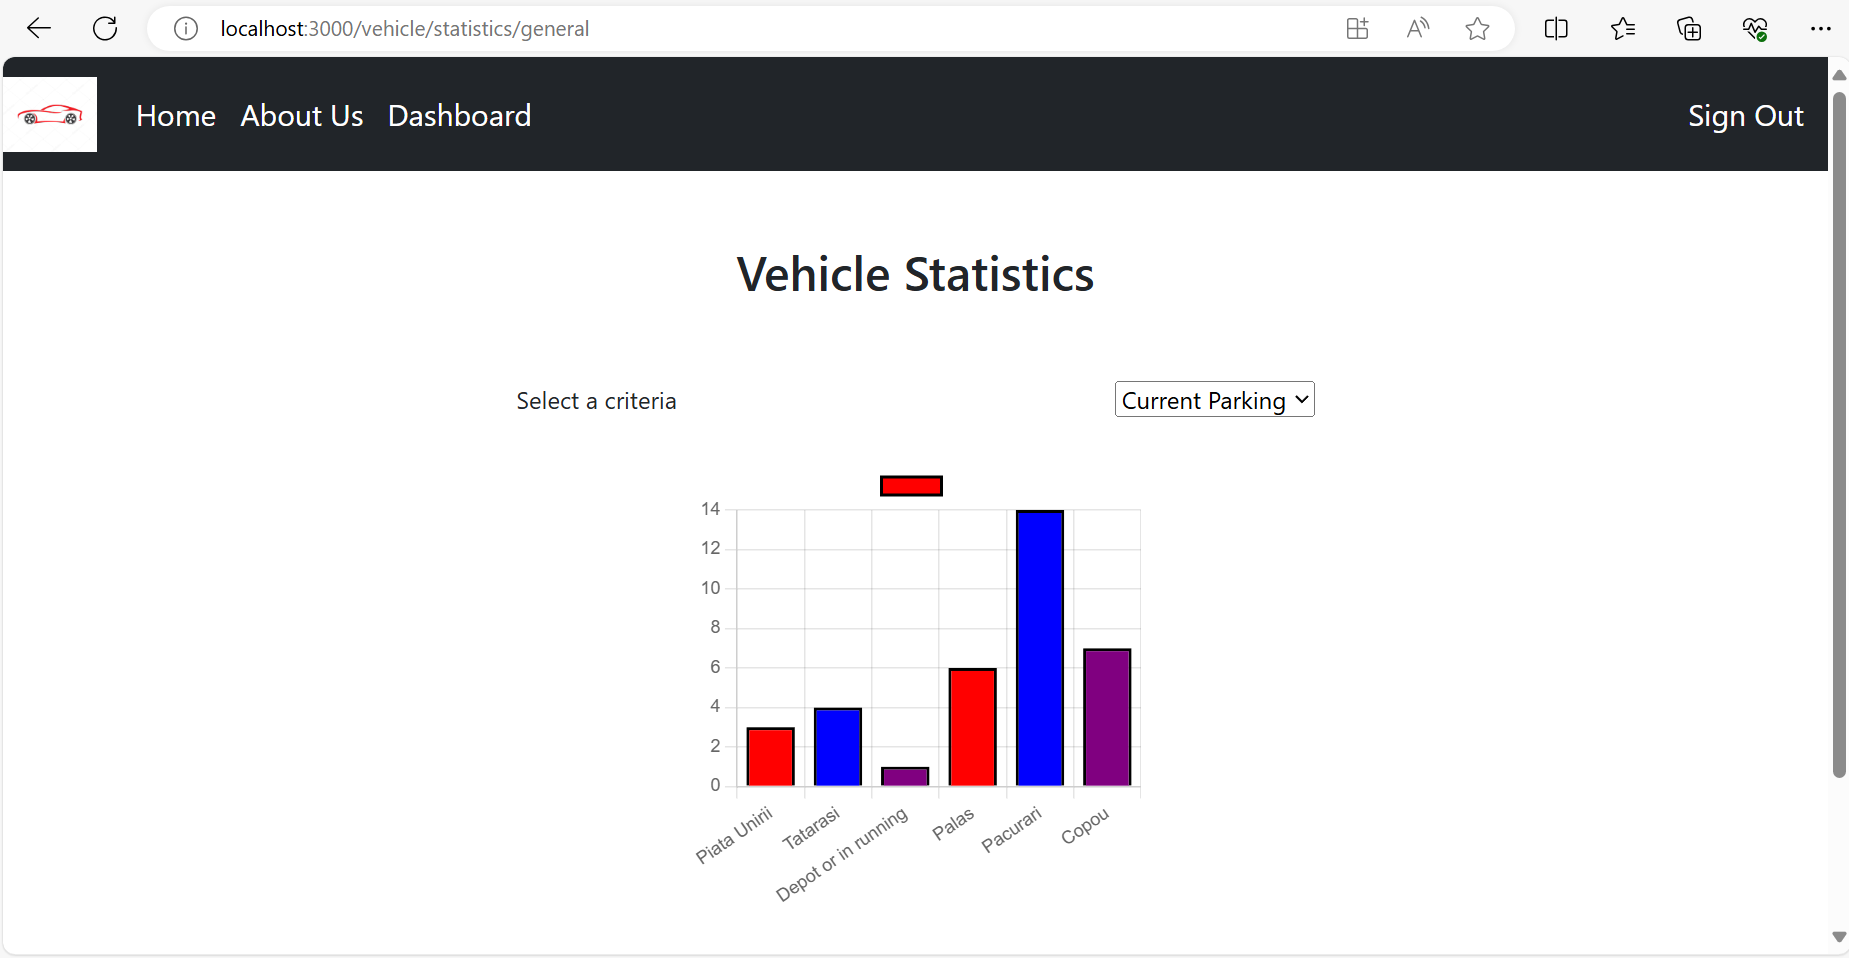 localhost:3000/vehicle/statistics/general
Home About Us Dashboard Sign Out
Vehicle Statistics
Select a criteria Current Parking
14
12
10
8
6
4
2
0
Piata Unirii
Tatarasi
Depot or in running
Palas
Pacurari
Copou